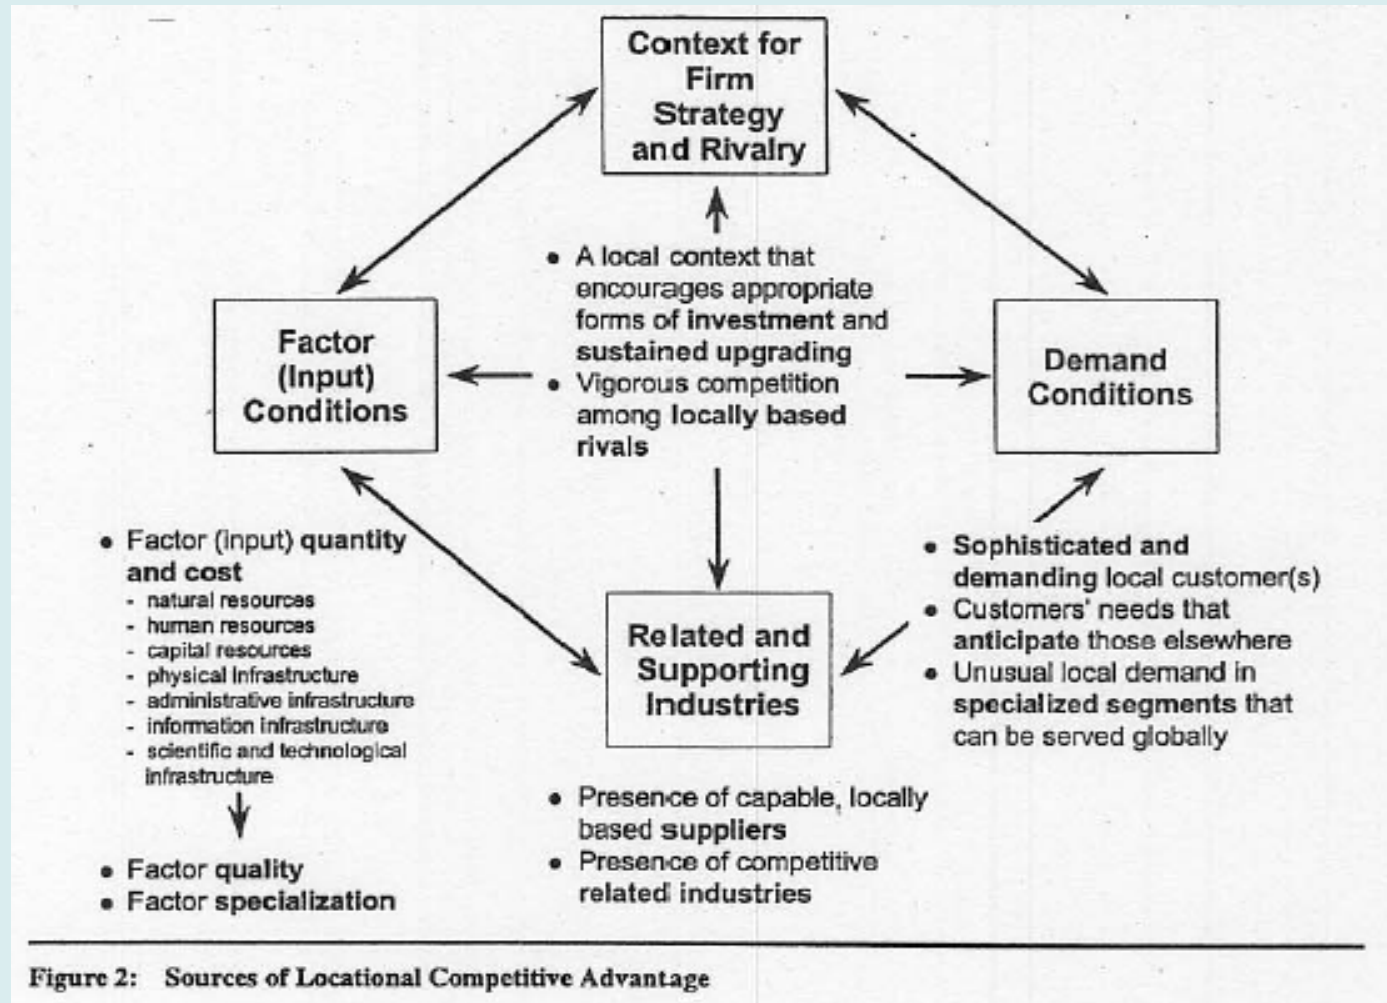 Context for
Firm
Strategy
and Rivalry
• A local context that
encourages appropriate
forms of investment and
sustained upgrading
• Vigorous competition
among locally based
rivals
Factor
(Input)
Conditions
Demand
Conditions
• Factor (input) quantity
and cost
- natural resources
- human resources
- capital resources
- physical infrastructure
- administrative infrastructure
- information infrastructure
- scientific and technological
infrastructure
• Factor quality
• Factor specialization
Related and
Supporting
Industries
• Presence of capable, locally
based suppliers
• Presence of competitive
related industries
• Sophisticated and
demanding local customer(s)
• Customers' needs that
anticipate those elsewhere
• Unusual local demand in
specialized segments that
can be served globally
Figure 2: Sources of Locational Competitive Advantage